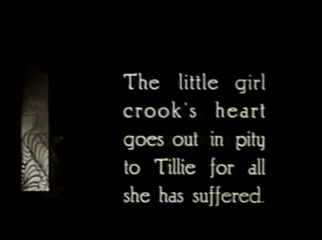 The little girl
crook's heart
goes out in pity
to Tillie for all
she has suffered.